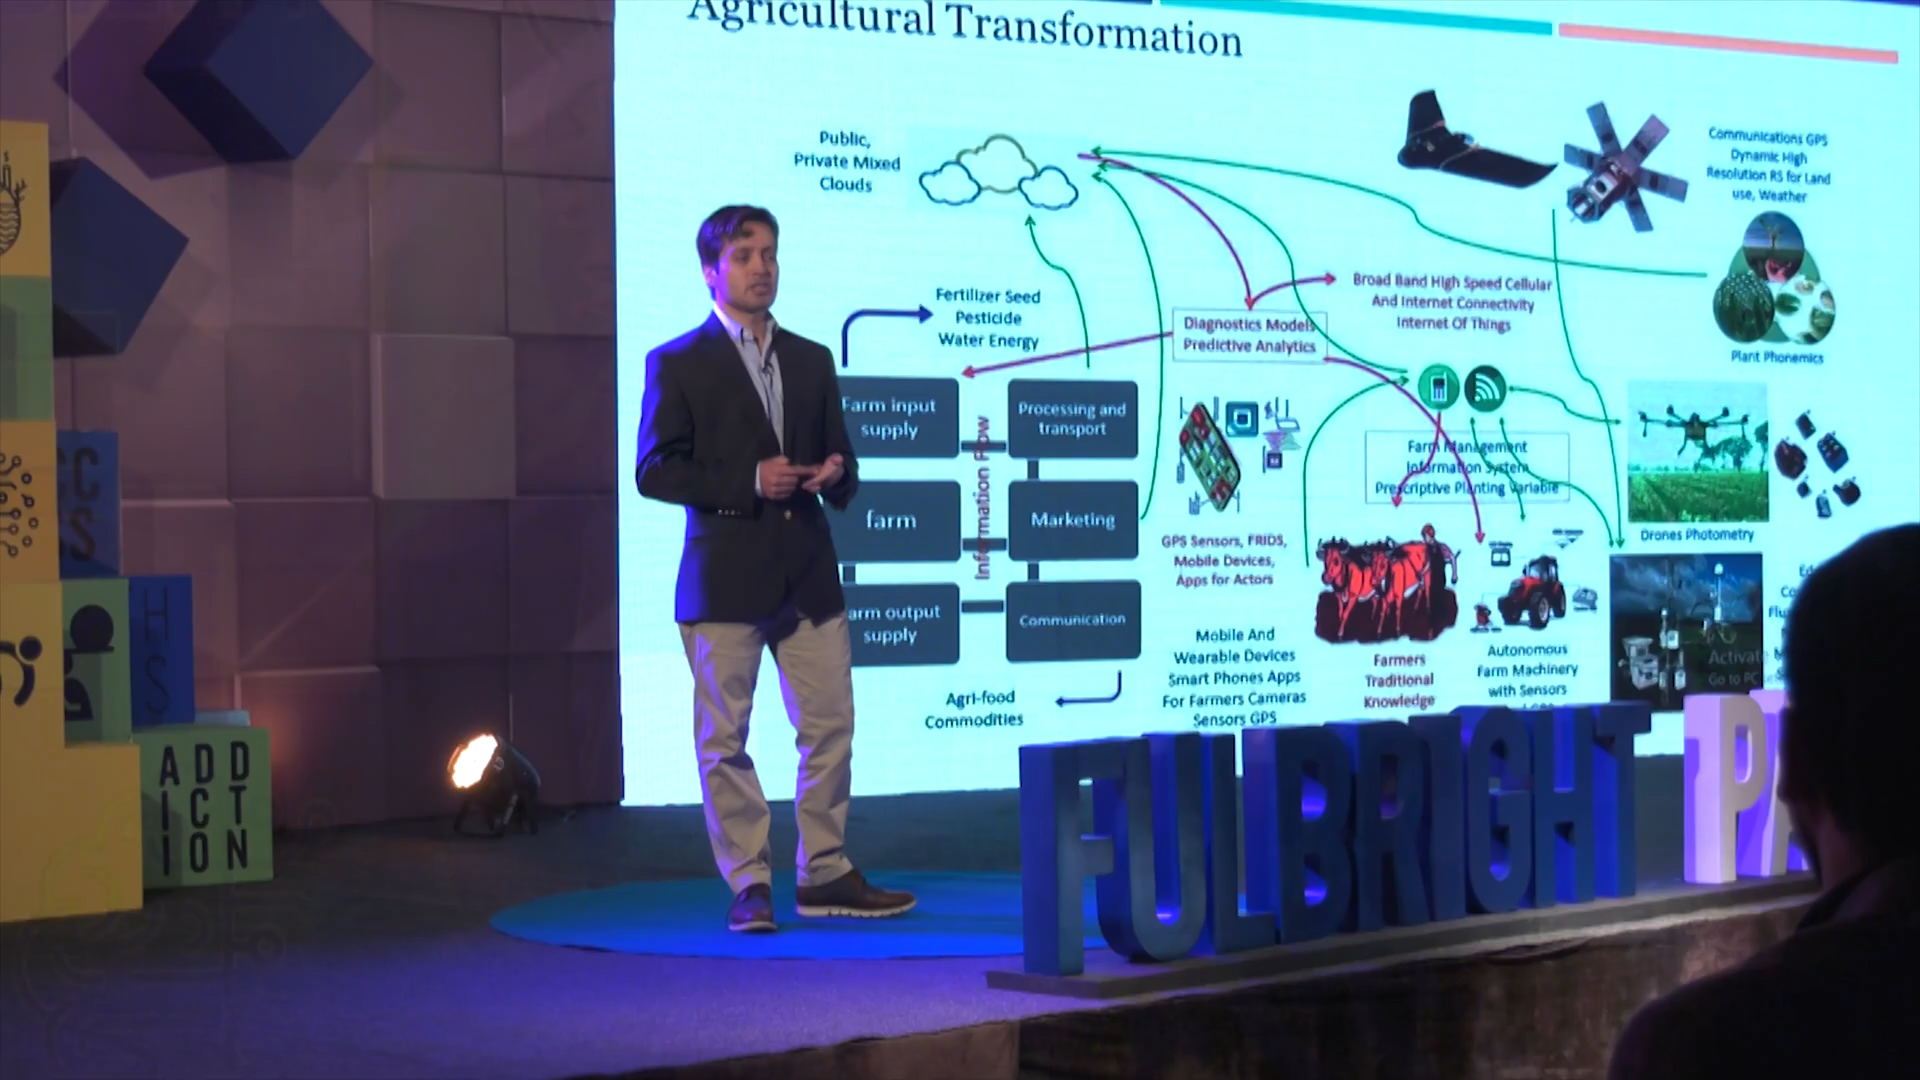 Agricultural Transformation
Public,
Private Mixed
Clouds
Communications GPS
Dynamic High
Resolution RS for Land
use, Weather
Plant Phonemics
Fertilizer Seed
Pesticide
Water Energy
Broad Band High Speed Cellular
And Internet Connectivity
Internet Of Things
Diagnostics Models
Predictive Analytics
Farm input
supply
Processing and
transport
farm
Marketing
arm output
supply
Communication
Information Flow
Agri-food
Commodities
GPS Sensors, FRIDS,
Mobile Devices,
Apps for Actors
Mobile And
Wearable Devices
Smart Phones Apps
For Farmers Cameras
Sensors GPS
Farm Management
Information System
Prescriptive Planting Variable
Farmers
Traditional
Knowledge
Autonomous
Farm Machinery
with Sensors
Drones Photometry
Activate
Go to PC
FULBRIGHT
ADD
ICT
ION
HS